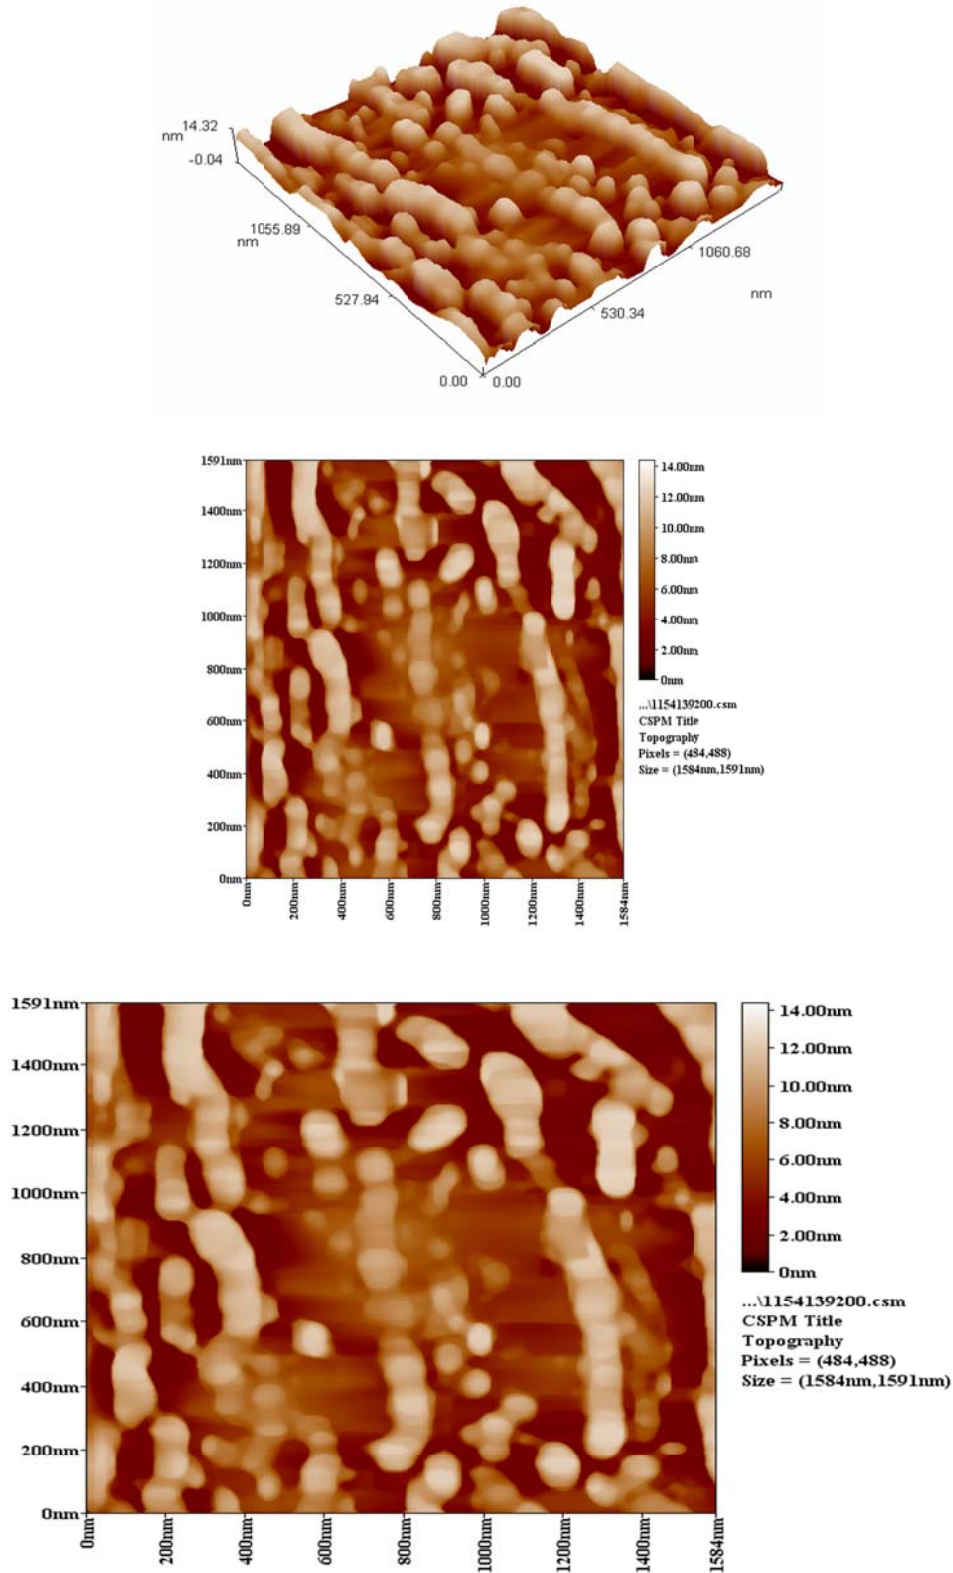 14.32
nm
-0.04
1055.89
nm
527.94
0.00
0.00
530.34
1060.68
nm
1591nm
1400nm
1200nm
1000nm
800nm
600nm
400nm
200nm
0nm
0nm
200nm
400nm
600nm
800nm
1000nm
1200nm
1400nm
1584nm
14.00nm
12.00nm
10.00nm
8.00nm
6.00nm
4.00nm
2.00nm
0nm
...\1154139200.csm
CSPM Title
Topography
Pixels = (484,488)
Size = (1584nm,1591nm)
1591nm
1400nm
1200nm
1000nm
800nm
600nm
400nm
200nm
0nm
0nm
200nm
400nm
600nm
800nm
1000nm
1200nm
1400nm
1584nm
14.00nm
12.00nm
10.00nm
8.00nm
6.00nm
4.00nm
2.00nm
0nm
...\1154139200.csm
CSPM Title
Topography
Pixels = (484,488)
Size = (1584nm,1591nm)